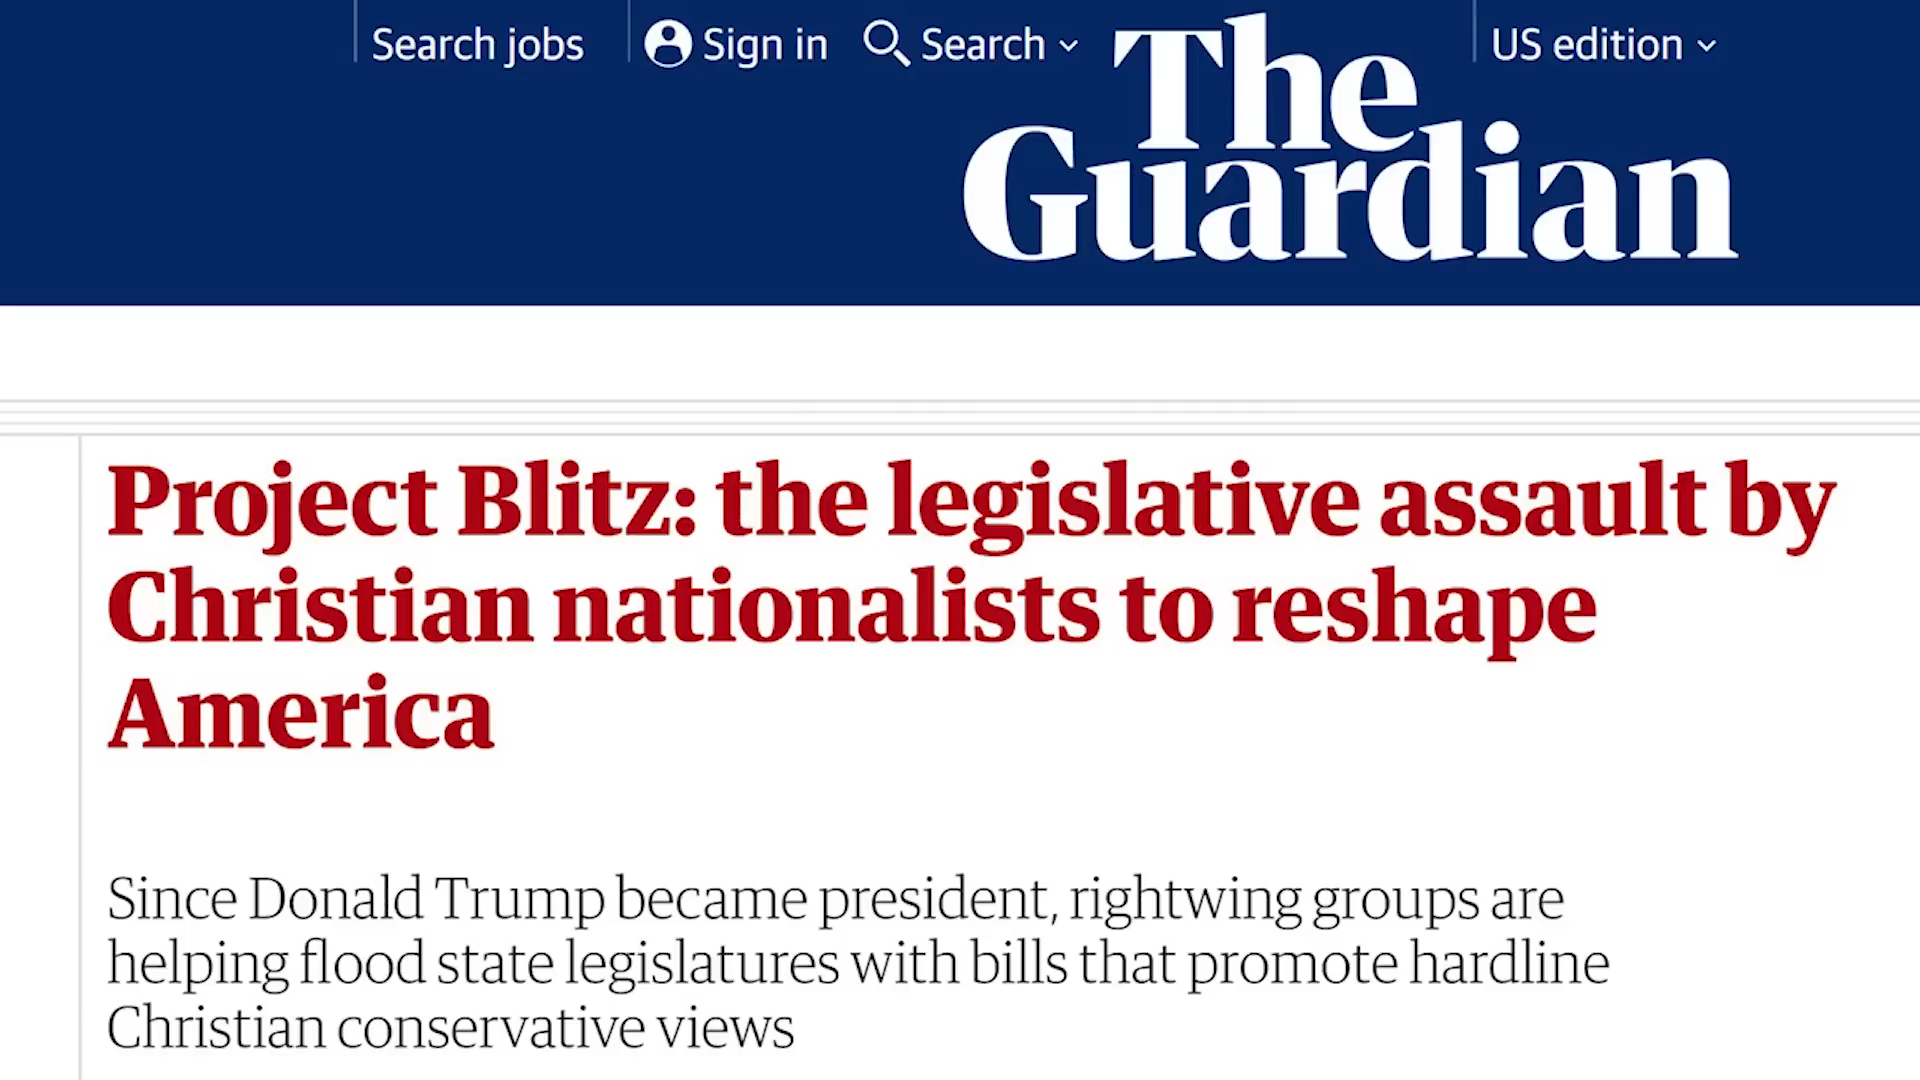 Search jobs
Sign in
Search
US edition
The
Guardian
Project Blitz: the legislative assault by
Christian nationalists to reshape
America
Since Donald Trump became president, rightwing groups are
helping flood state legislatures with bills that promote hardline
Christian conservative views